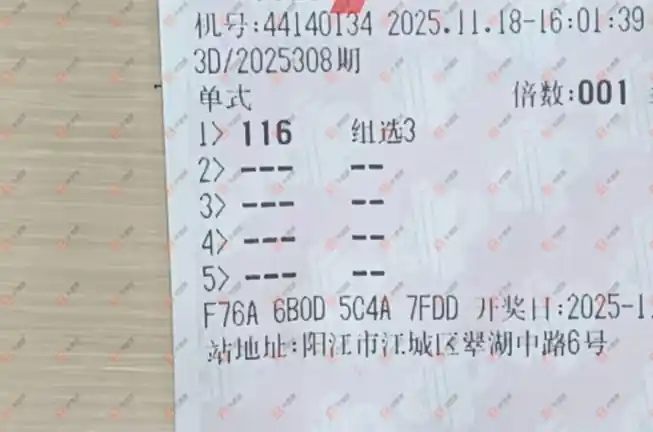 机号:44140134 2025.11.18-16:01:39
3D/2025308期
单式 倍数:001
1> 116 组选3
2> --- --
3> --- --
4> --- --
5> --- --
F76A 6B0D 5C4A 7FDD 开奖日:2025-1
站地址:阳江市江城区翠湖中路6号